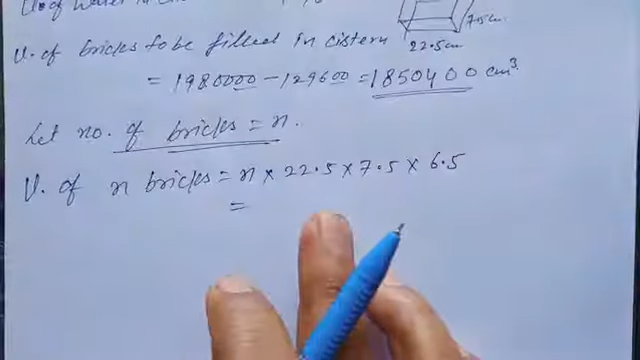 7.5cm
V. of bricks to be filled in cistern
22.5cm
= 1980000 - 129600 = 1850400 cm³
Let no. of bricks = n.
V. of n bricks = n × 22.5 × 7.5 × 6.5
=